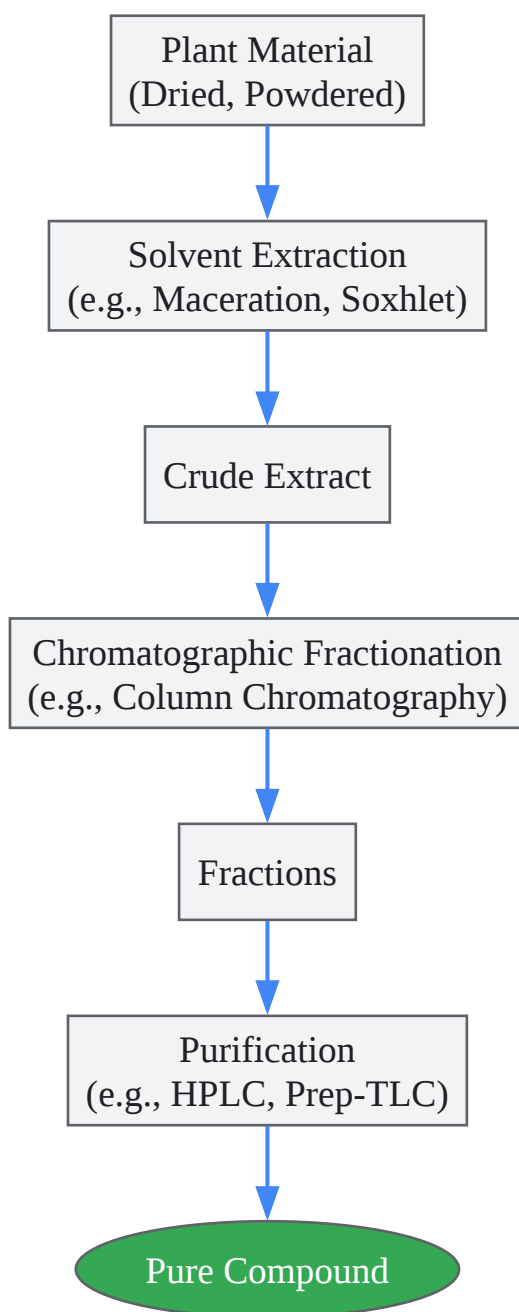 Plant Material
(Dried, Powdered)
Solvent Extraction
(e.g., Maceration, Soxhlet)
Crude Extract
Chromatographic Fractionation
(e.g., Column Chromatography)
Fractions
Purification
(e.g., HPLC, Prep-TLC)
Pure Compound